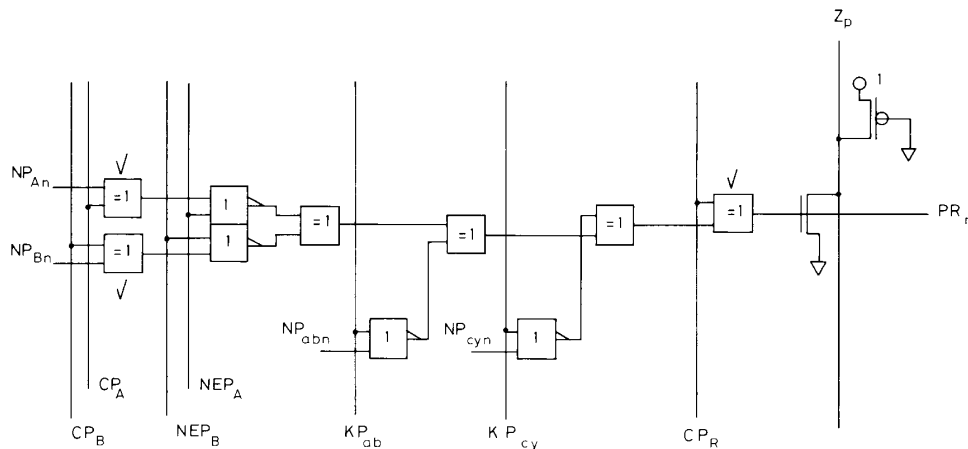 Zp
1
NPAn
=1
1
=1
=1
=1
=1
PRn
NPBn
=1
1
NPabn
1
NPcyn
1
CPA
NEPA
CPB
NEPB
KPab
KPcy
CPR